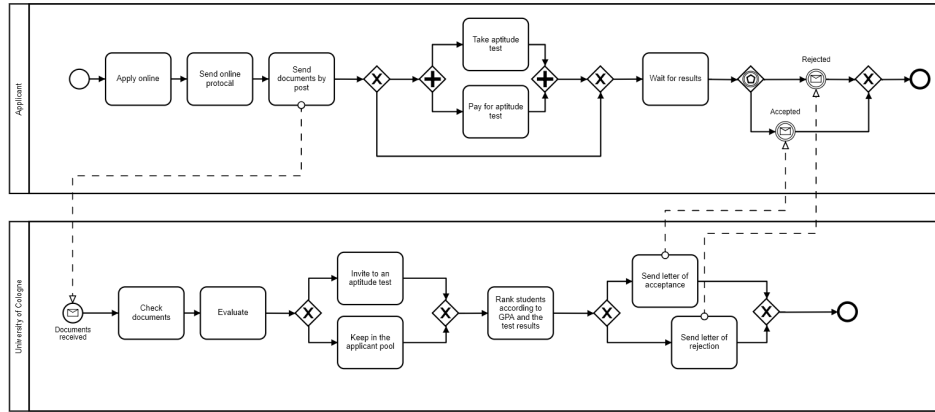 Applicant
Apply online
Send online
protocäl
Send
documents by
post
Take aptitude
test
Pay for aptitude
test
Wait for results
Rejected
Accepted
University of Cologne
Documents
received
Check
documents
Evaluate
Invite to an
aptitude test
Keep in the
applicant pool
Rank students
according to
GPA and the
test results
Send letter of
acceptance
Send letter of
rejection